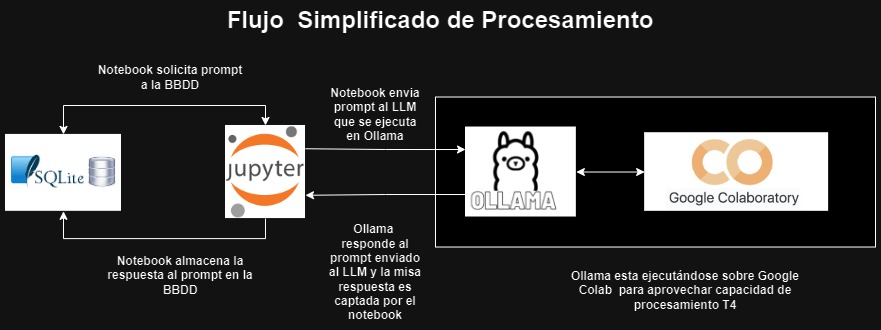 Flujo  Simplificado de Procesamiento
Notebook solicita prompt
a la BBDD
Notebook envia
prompt al LLM
que se ejecuta
en Ollama
SQLite
jupyter
OLLAMA
Google Colaboratory
Notebook almacena la
respuesta al prompt en la
BBDD
Ollama
responde al
prompt enviado
al LLM y la misa
respuesta es
captada por el
notebook
Ollama esta ejecutándose sobre Google
Colab  para aprovechar capacidad de
procesamiento T4